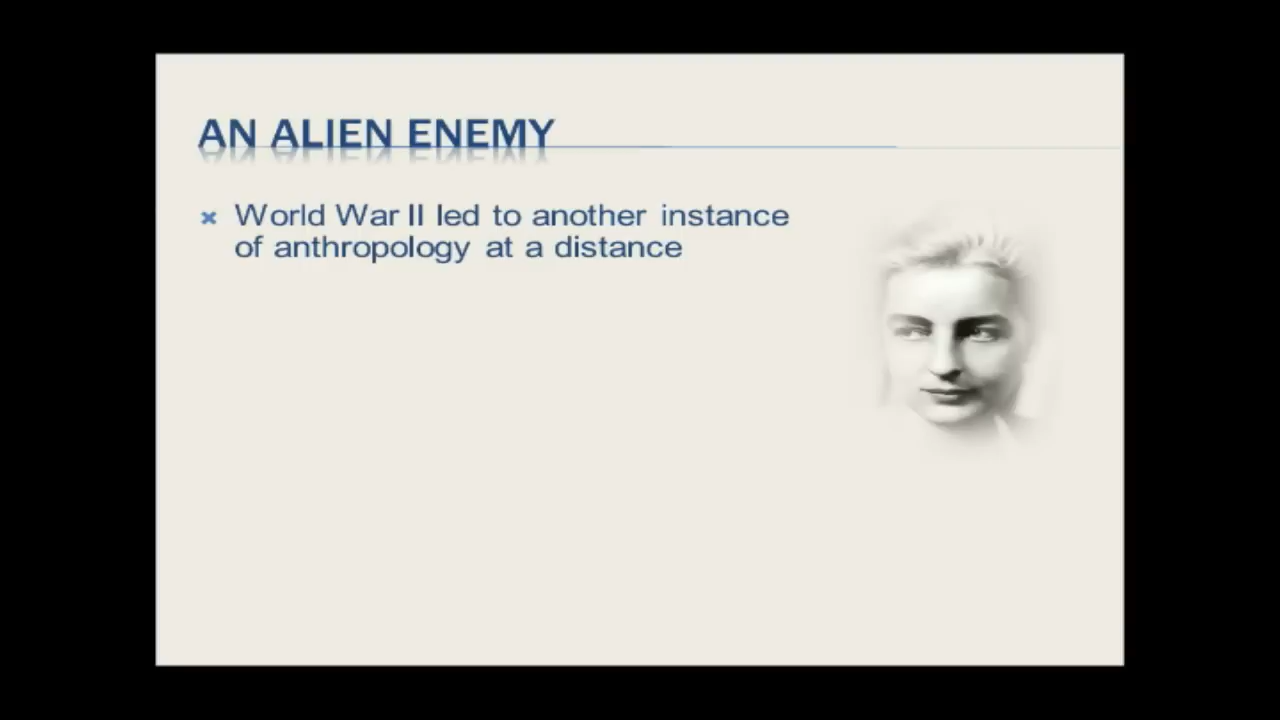 AN ALIEN ENEMY
World War II led to another instance
of anthropology at a distance